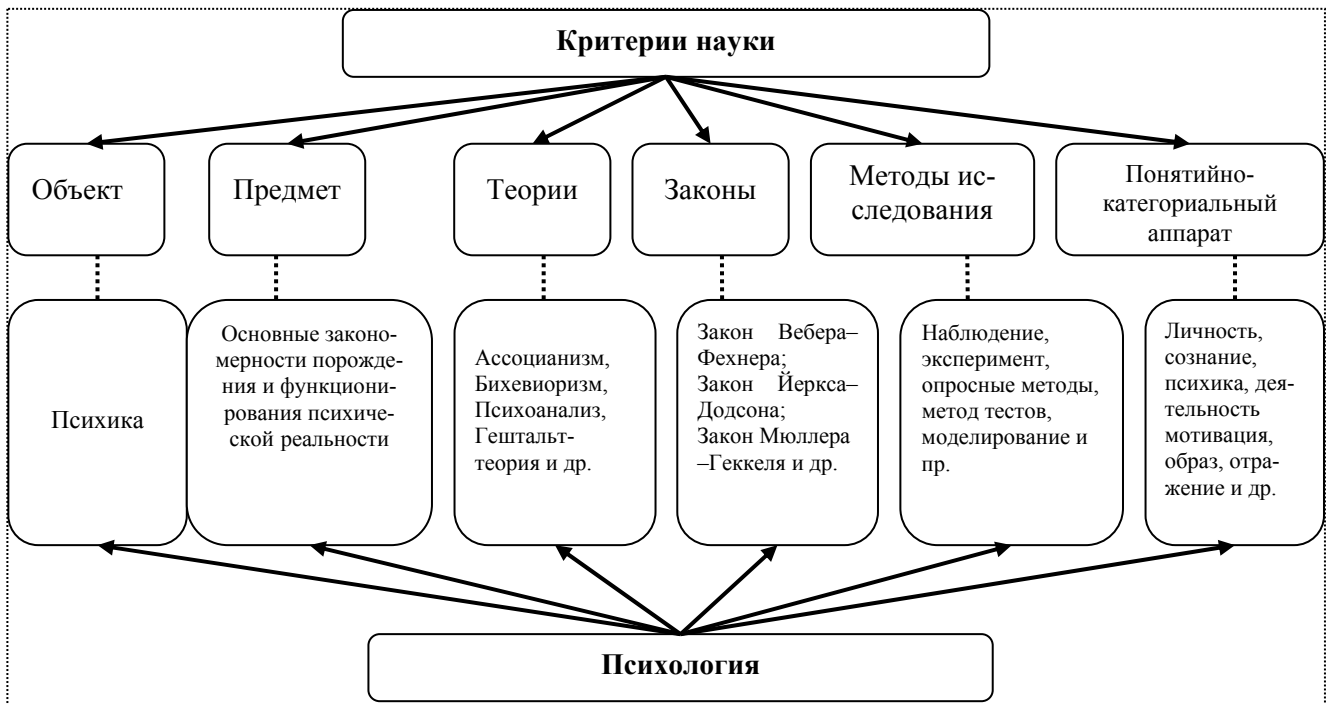 Критерии науки
Объект
Предмет
Теории
Законы
Методы ис-
следования
Понятийно-
категориальный
аппарат
Психика
Основные законо-
мерности порожде-
ния и функциони-
рования психиче-
ской реальности
Ассоцианизм,
Бихевиоризм,
Психоанализ,
Гештальт-
теория и др.
Закон Вебера–
Фехнера;
Закон Йеркса–
Додсона;
Закон Мюллера
–Геккеля и др.
Наблюдение,
эксперимент,
опросные методы,
метод тестов,
моделирование и
пр.
Личность,
сознание,
психика, дея-
тельность
мотивация,
образ, отра-
жение и др.
Психология